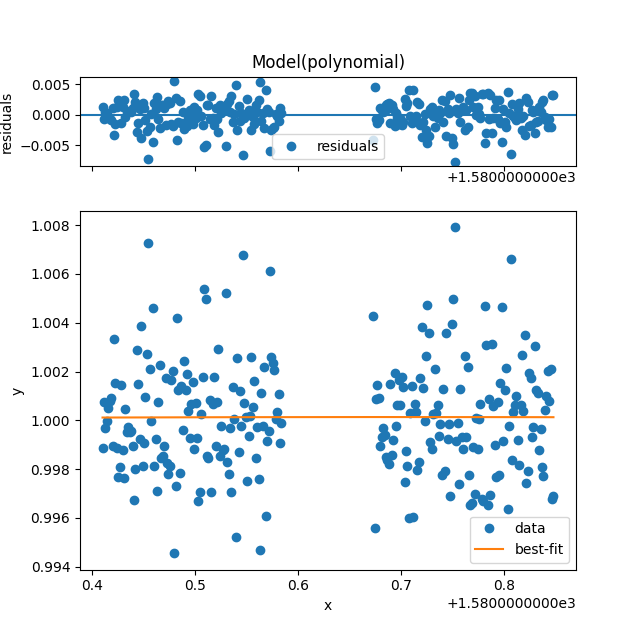 Model(polynomial)
residuals
0.005
0.000
−0.005
residuals
+1.5800000000e3
y
1.008
1.006
1.004
1.002
1.000
0.998
0.996
0.994
data
best-fit
0.4 0.5 0.6 0.7 0.8
x
+1.5800000000e3